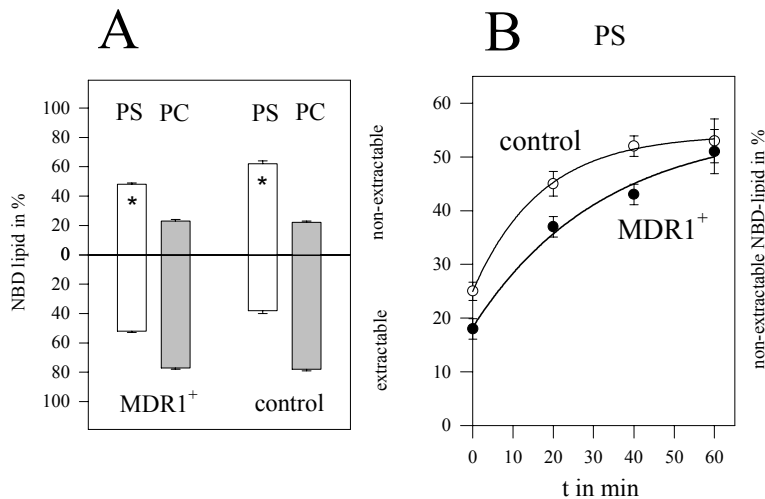 A
PS PC PS PC
* *
100
80
60
40
20
0
20
40
60
80
100
NBD lipid in %
non-extractable
extractable
MDR1+ control
B PS
60
50
40
30
20
10
0
control
MDR1+
0 10 20 30 40 50 60
t in min
non-extractable NBD-lipid in %